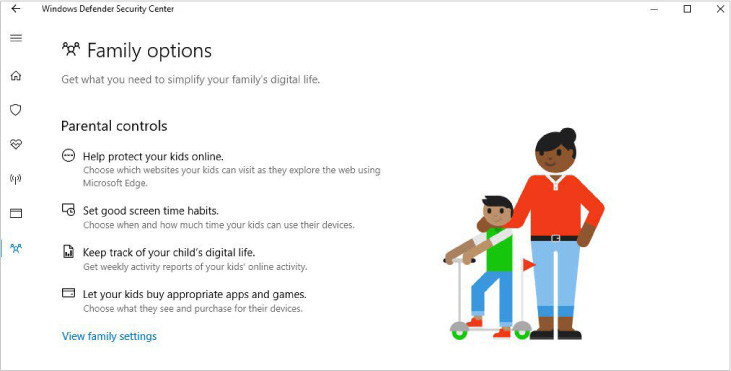 Windows Defender Security Center
Family options
Get what you need to simplify your family's digital life.
Parental controls
Help protect your kids online.
Choose which websites your kids can visit as they explore the web using
Microsoft Edge.
Set good screen time habits.
Choose when and how much time your kids can use their devices.
Keep track of your child's digital life.
Get weekly activity reports of your kids' online activity.
Let your kids buy appropriate apps and games.
Choose what they see and purchase for their devices.
View family settings